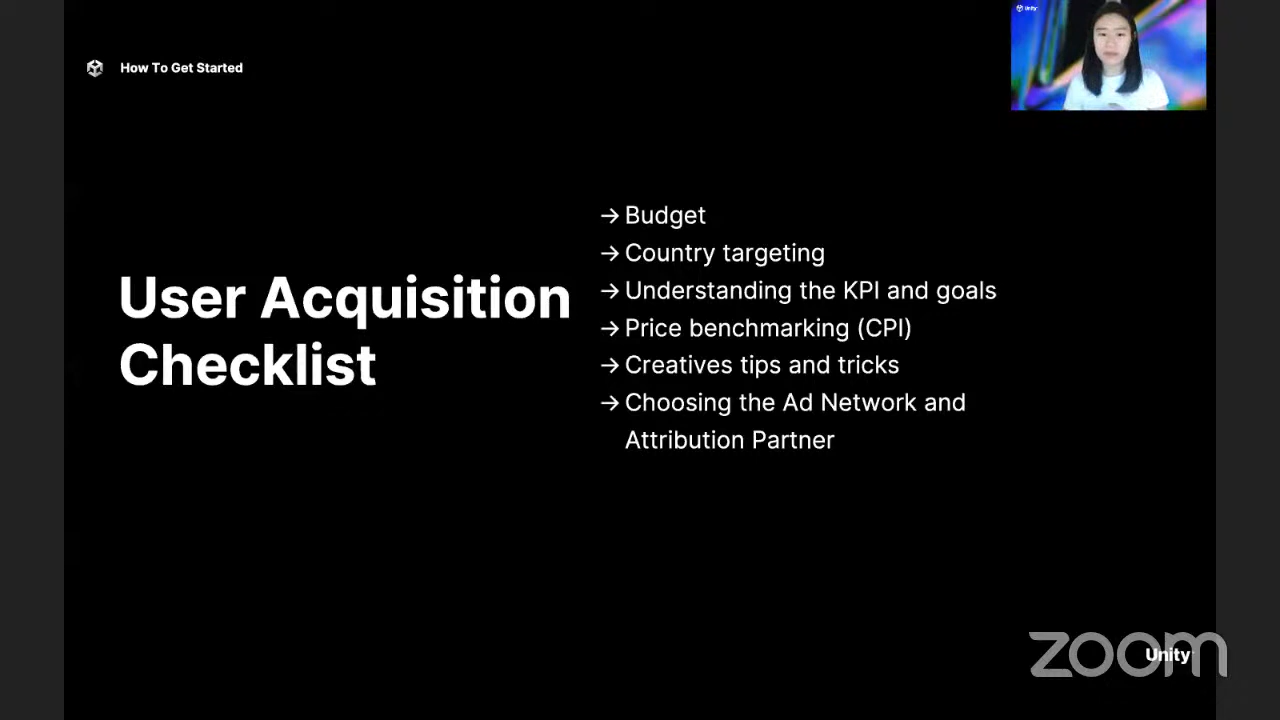 Unity
How To Get Started
→ Budget
→ Country targeting
→ Understanding the KPI and goals
→ Price benchmarking (CPI)
→ Creatives tips and tricks
→ Choosing the Ad Network and
Attribution Partner
User Acquisition
Checklist
zoom
Unity